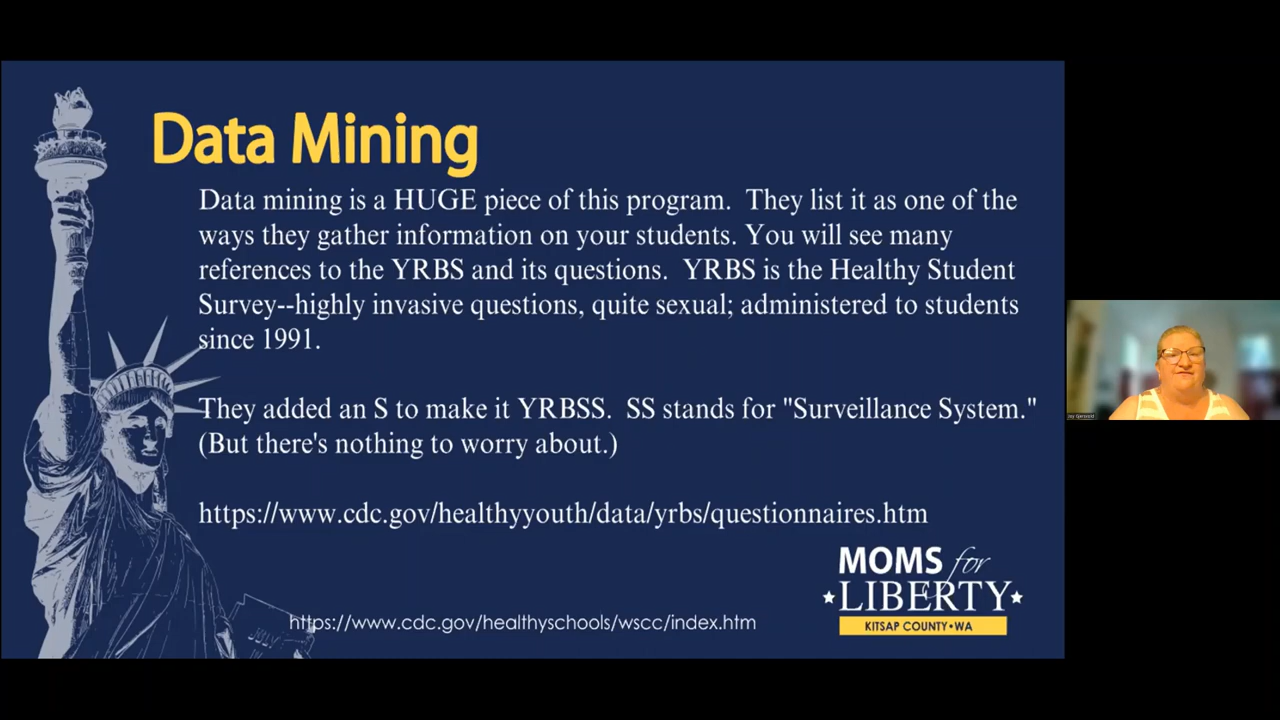 Data Mining
Data mining is a HUGE piece of this program. They list it as one of the
ways they gather information on your students. You will see many
references to the YRBS and its questions. YRBS is the Healthy Student
Survey--highly invasive questions, quite sexual; administered to students
since 1991.
They added an S to make it YRBSS. SS stands for "Surveillance System."
(But there's nothing to worry about.)
https://www.cdc.gov/healthyyouth/data/yrbs/questionnaires.htm
MOMS for
LIBERTY
KITSAP COUNTY•WA
https://www.cdc.gov/healthyschools/wscc/index.htm